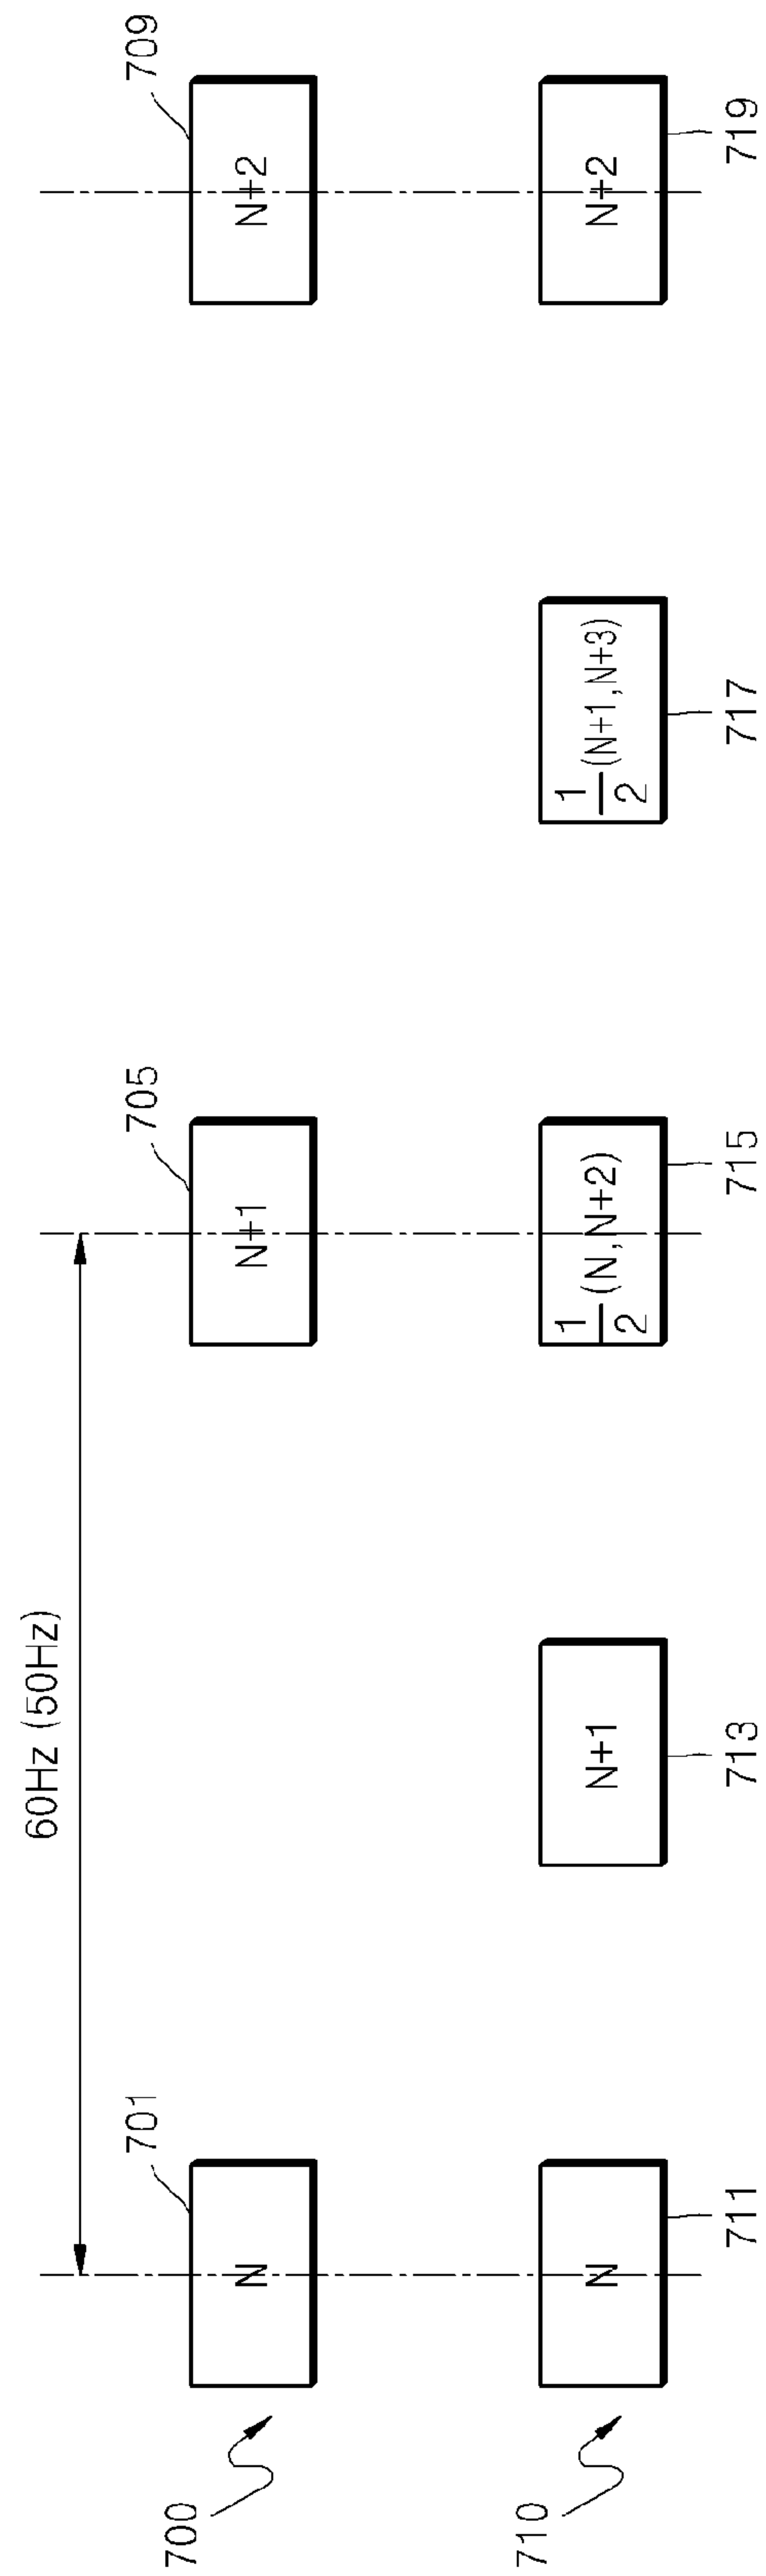 60Hz (50Hz)
701
705
709
700
N
N+1
N+2
710
N
N+1
1/2 (N, N+2)
1/2 (N+1, N+3)
N+2
711
713
715
717
719